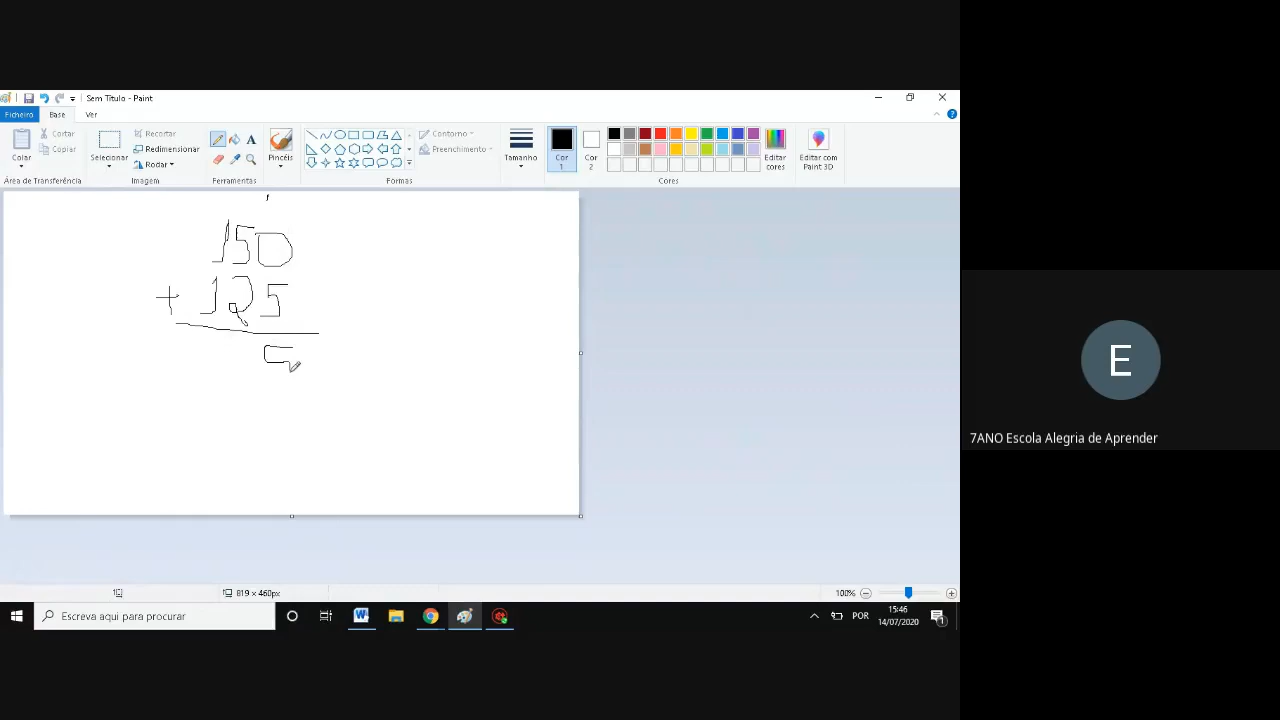 Sem Título - Paint
Ficheiro Base Ver
Colar
Cortar
Copiar
Área de Transferência
Selecionar
Recortar
Redimensionar
Rodar
Imagem
A
Ferramentas
Pincéis
Contorno
Preenchimento
Formas
Tamanho
Cor 1
Cor 2
Editar cores
Cores
Editar com Paint 3D
150
+ 125
5
E
7ANO Escola Alegria de Aprender
819 × 460px
100%
Escreva aqui para procurar
POR
15:46
14/07/2020
1